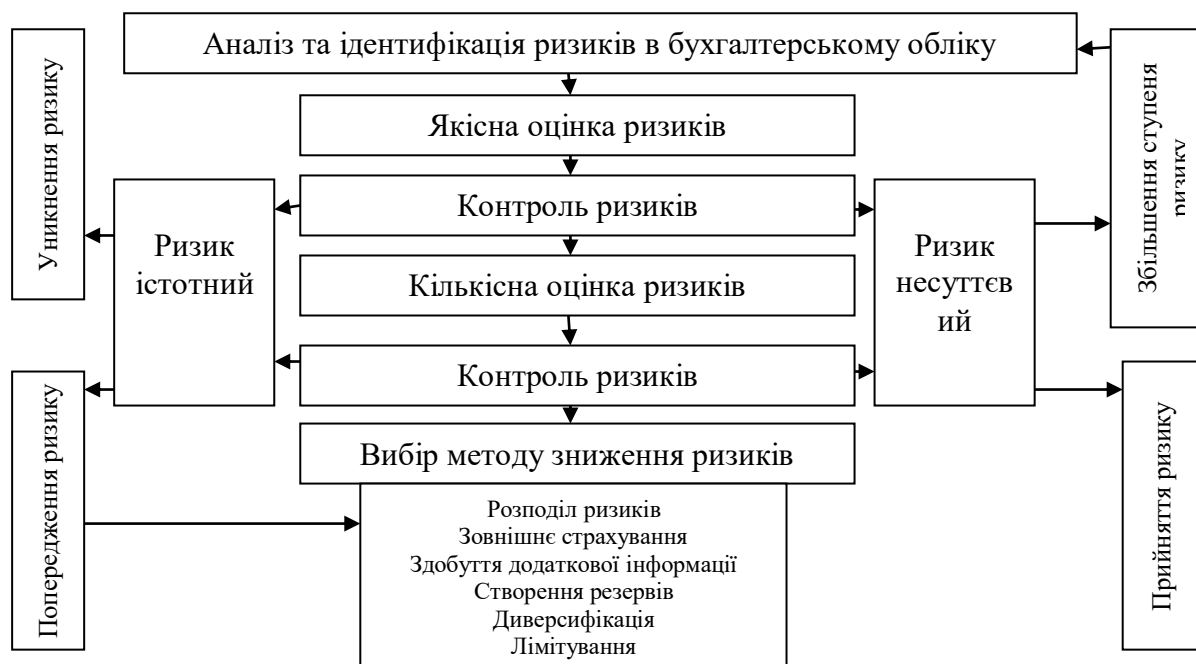 Аналіз та ідентифікація ризиків в бухгалтерському обліку
Якісна оцінка ризиків
Контроль ризиків
Кількісна оцінка ризиків
Контроль ризиків
Вибір методу зниження ризиків
Розподіл ризиків
Зовнішнє страхування
Здобуття додаткової інформації
Створення резервів
Диверсифікація
Лімітування
Уникнення ризику
Попередження ризику
Ризик
істотний
Ризик
несуттєв
ий
Збільшення ступеня
ризику
Прийняття ризику